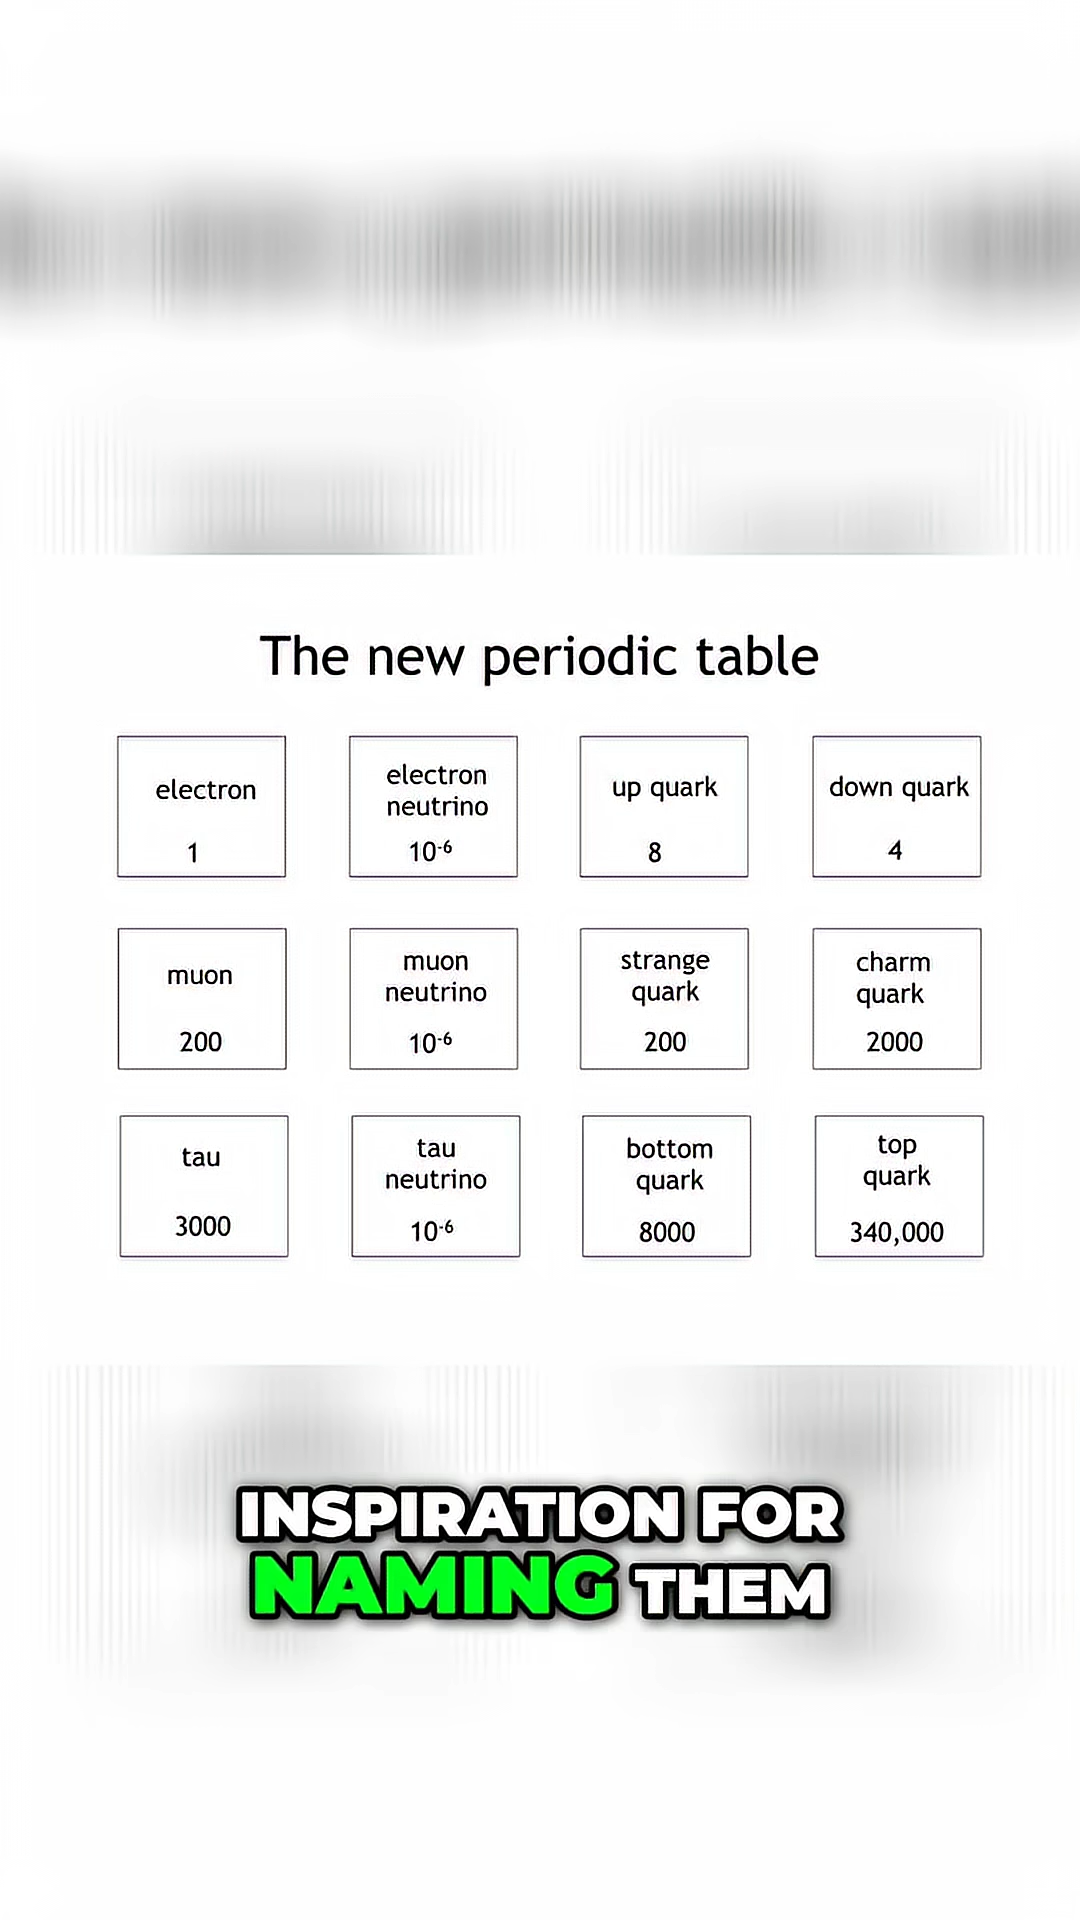 The new periodic table
electron
1
electron
neutrino
10⁻⁶
up quark
8
down quark
4
muon
200
muon
neutrino
10⁻⁶
strange
quark
200
charm
quark
2000
tau
3000
tau
neutrino
10⁻⁶
bottom
quark
8000
top
quark
340,000
INSPIRATION FOR
NAMING THEM